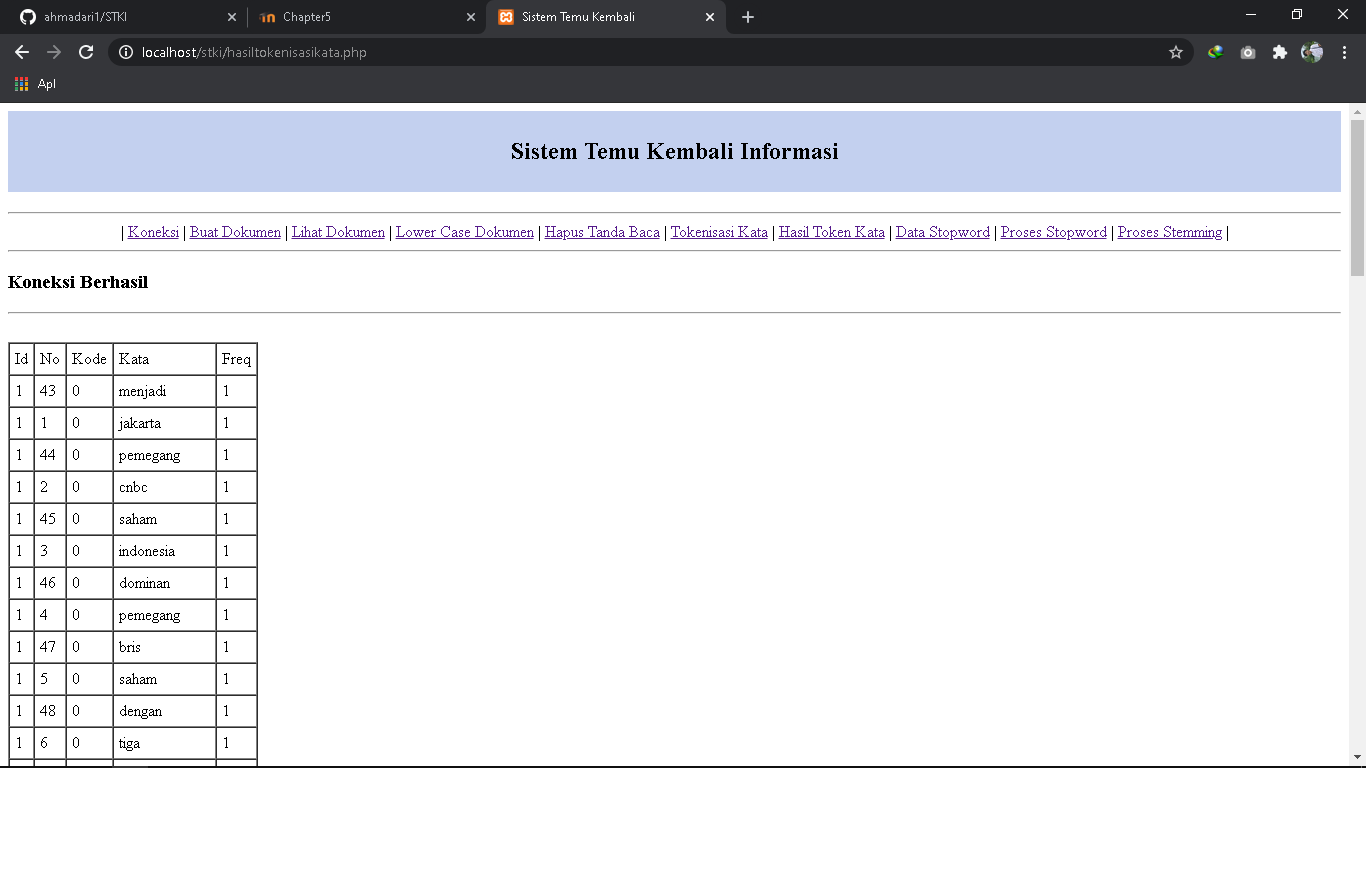 ahmadari1/STKI
Chapter5
Sistem Temu Kembali
localhost/stki/hasiltokenisasikata.php
Apl
Sistem Temu Kembali Informasi
| Koneksi | Buat Dokumen | Lihat Dokumen | Lower Case Dokumen | Hapus Tanda Baca | Tokenisasi Kata | Hasil Token Kata | Data Stopword | Proses Stopword | Proses Stemming |
Koneksi Berhasil
Id No Kode Kata Freq
1 43 0 menjadi 1
1 1 0 jakarta 1
1 44 0 pemegang 1
1 2 0 cnbc 1
1 45 0 saham 1
1 3 0 indonesia 1
1 46 0 dominan 1
1 4 0 pemegang 1
1 47 0 bris 1
1 5 0 saham 1
1 48 0 dengan 1
1 6 0 tiga 1